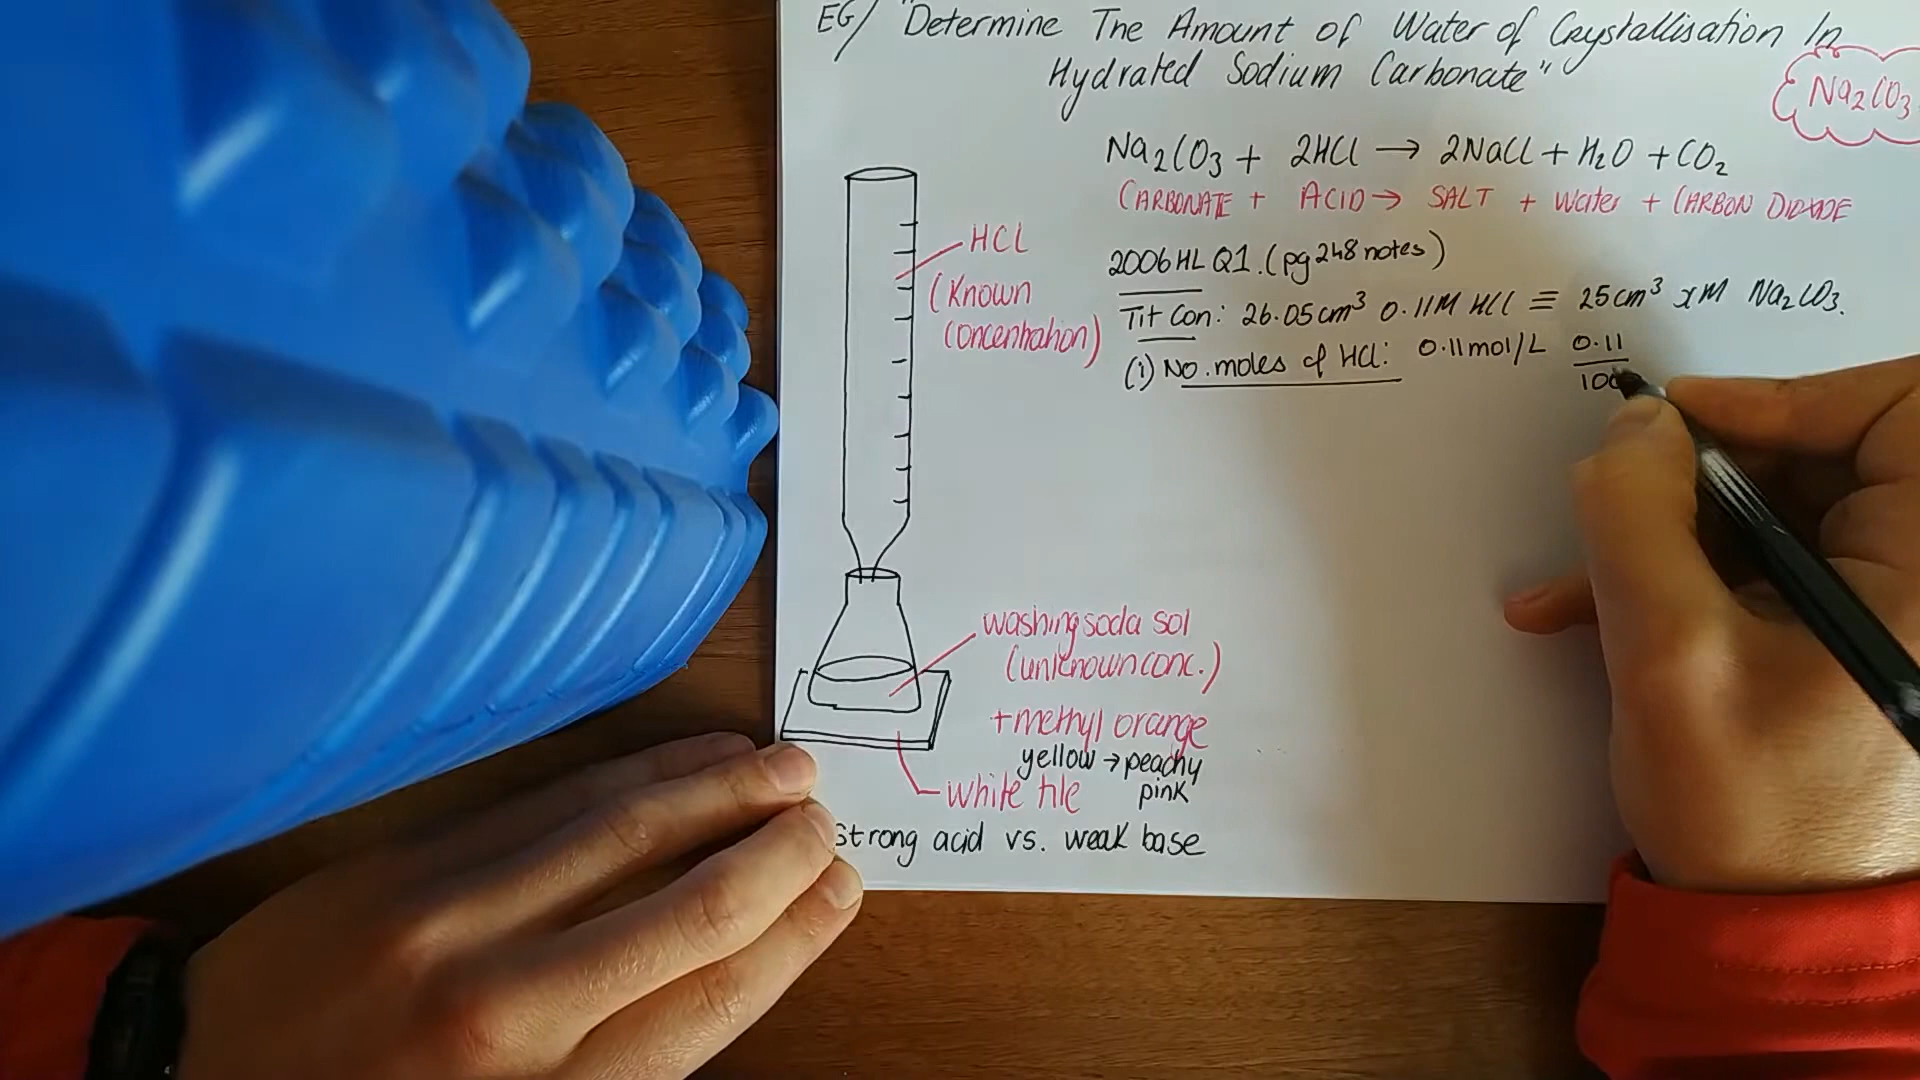 EG/ "Determine The Amount of Water of Crystallisation In
Hydrated Sodium Carbonate"
Na2CO3
Na2CO3 + 2HCl → 2NaCl + H2O + CO2
CARBONATE + ACID → SALT + Water + CARBON DIOXIDE
2006 HL Q1. (pg 248 notes)
Tit Con: 26.05cm³ 0.11M HCl ≡ 25cm³ xM Na2CO3.
(i) No. moles of HCl: 0.11mol/L 0.11
100
HCL
(Known
Concentration)
washing soda sol
(unknown conc.)
+methyl orange
yellow → peachy
pink
white tile
Strong acid vs. weak base